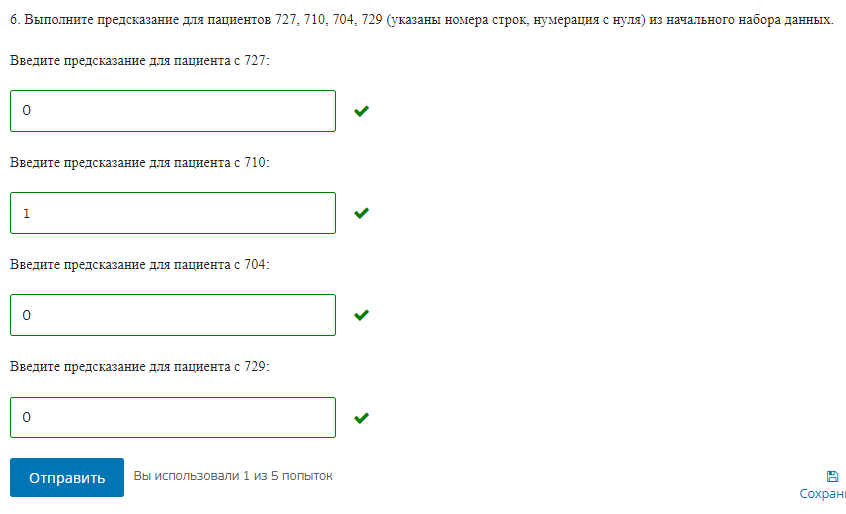 6. Выполните предсказание для пациентов 727, 710, 704, 729 (указаны номера строк, нумерация с нуля) из начального набора данных.
Введите предсказание для пациента с 727:
0
Введите предсказание для пациента с 710:
1
Введите предсказание для пациента с 704:
0
Введите предсказание для пациента с 729:
0
Отправить
Вы использовали 1 из 5 попыток
Сохран